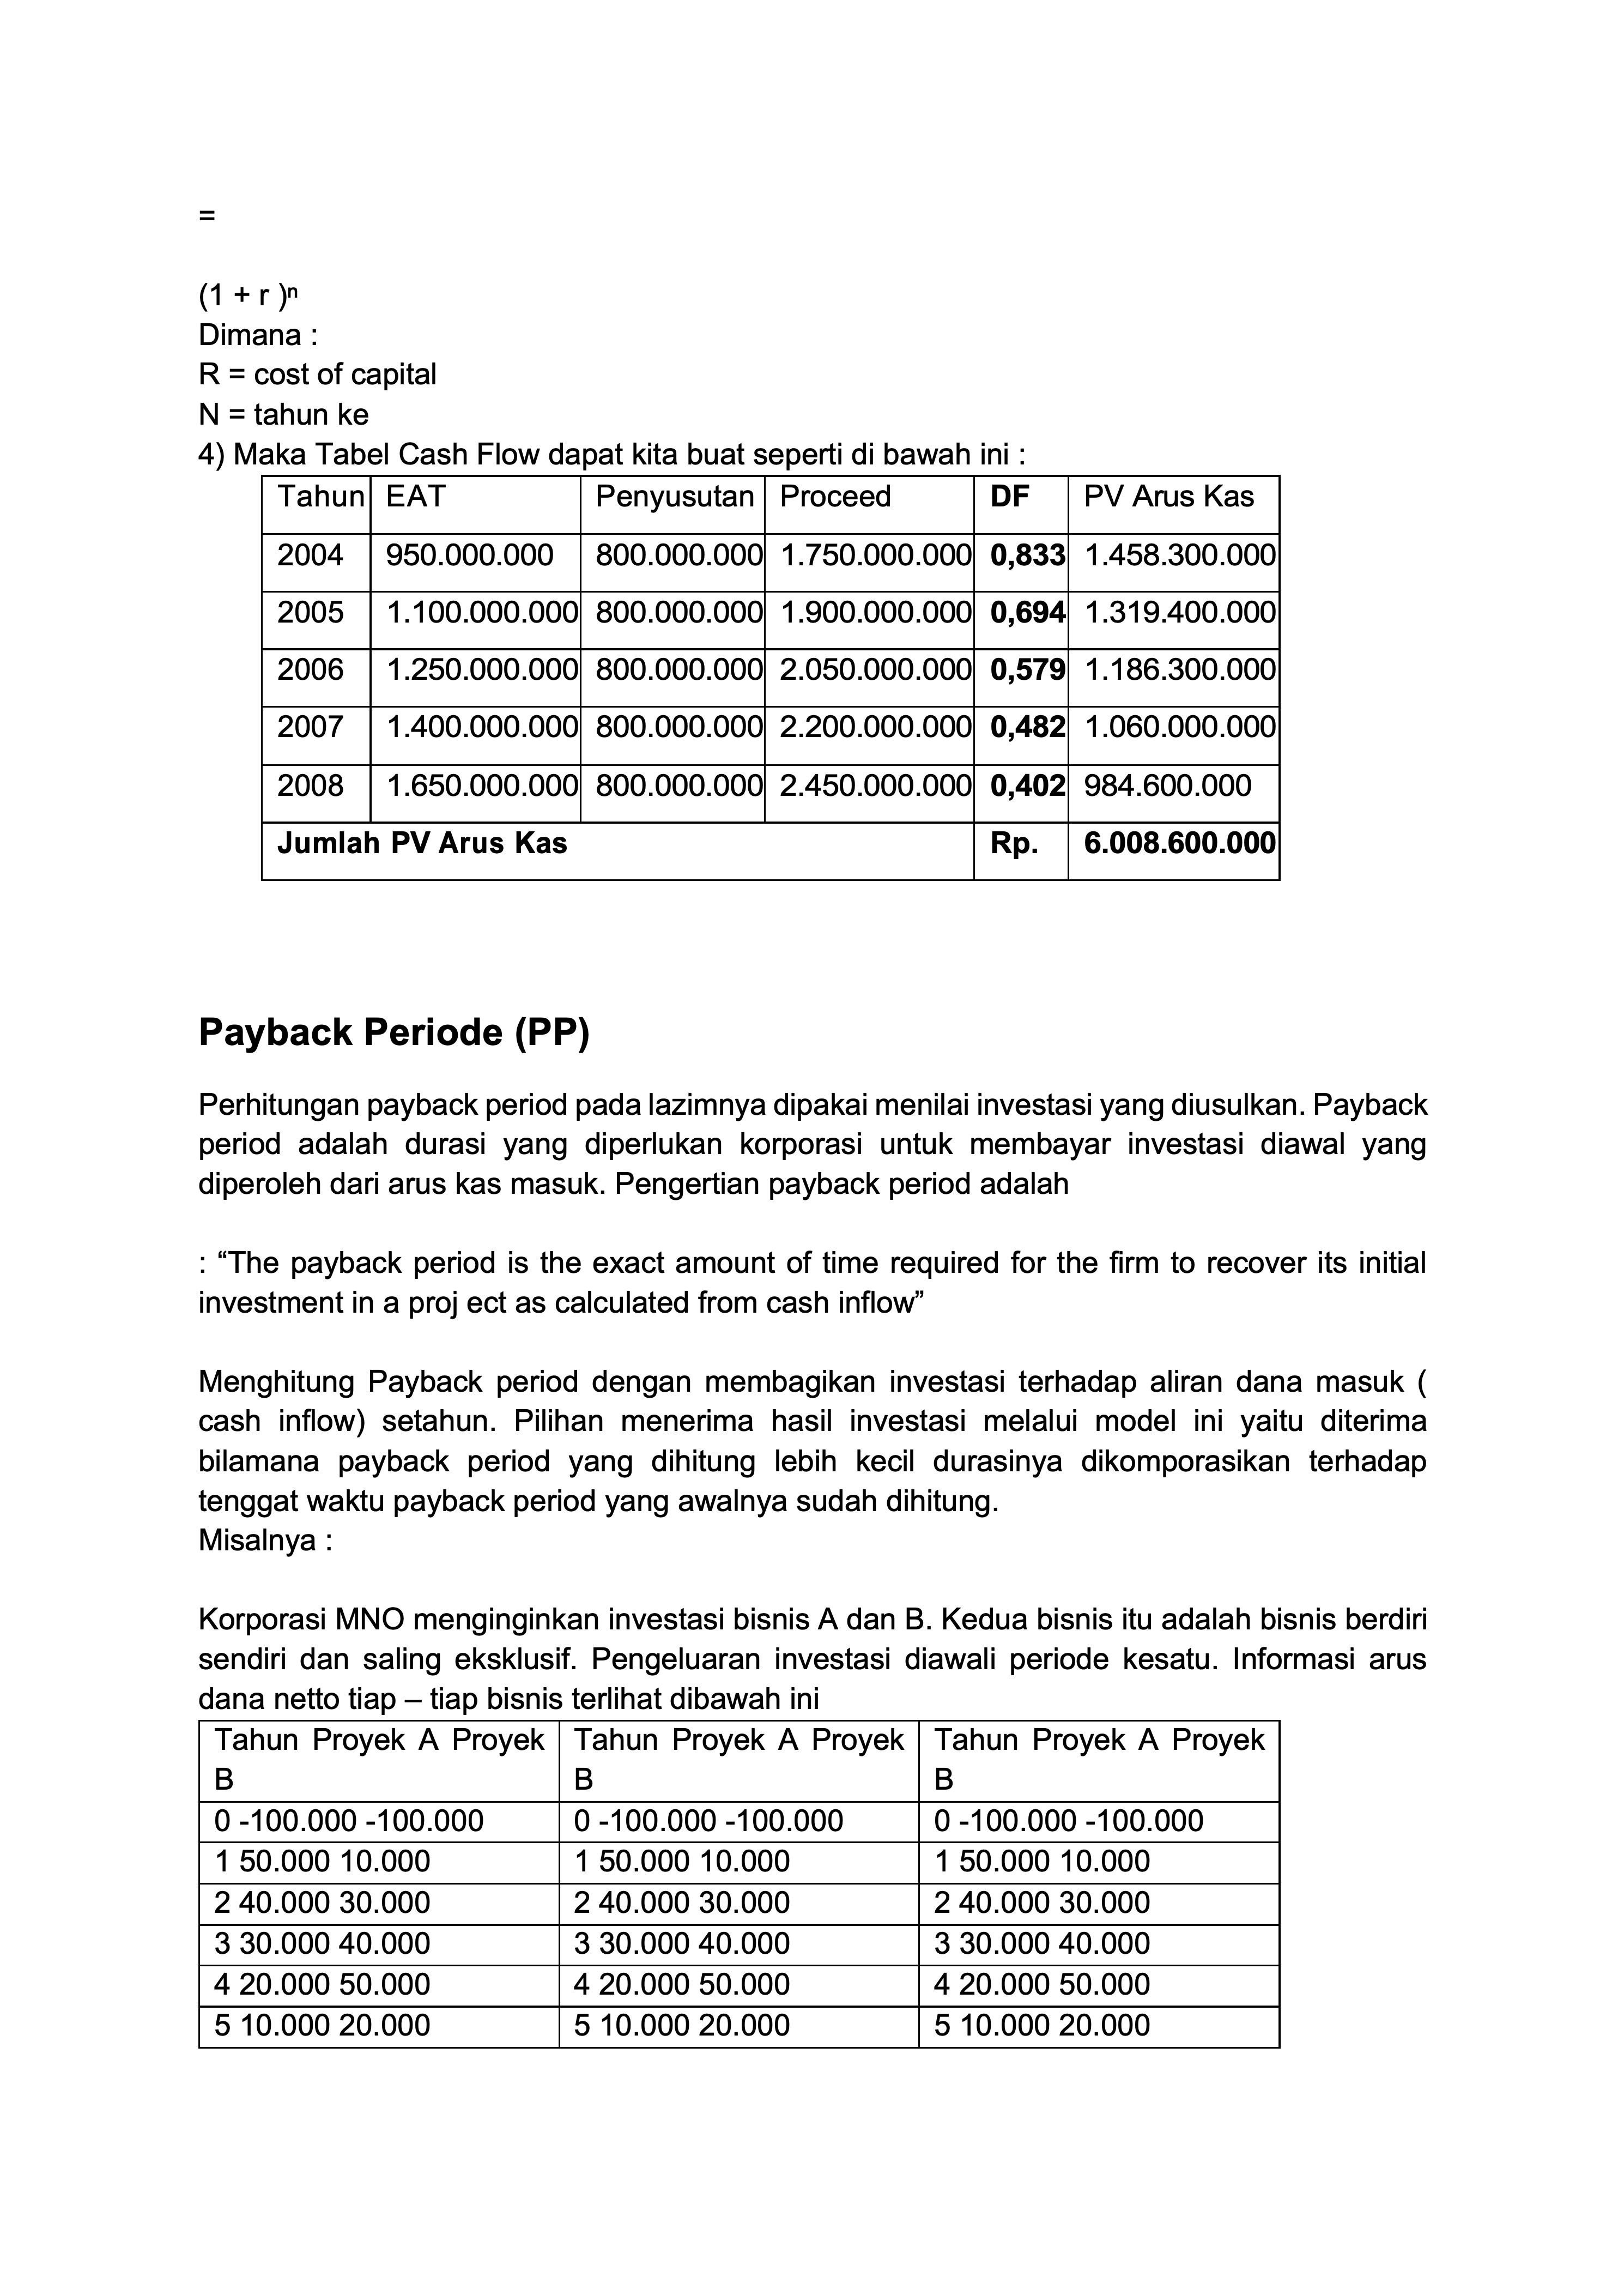 =
(1 + r )ⁿ
Dimana :
R = cost of capital
N = tahun ke
4) Maka Tabel Cash Flow dapat kita buat seperti di bawah ini :
Tahun EAT Penyusutan Proceed DF PV Arus Kas
2004 950.000.000 800.000.000 1.750.000.000 0,833 1.458.300.000
2005 1.100.000.000 800.000.000 1.900.000.000 0,694 1.319.400.000
2006 1.250.000.000 800.000.000 2.050.000.000 0,579 1.186.300.000
2007 1.400.000.000 800.000.000 2.200.000.000 0,482 1.060.000.000
2008 1.650.000.000 800.000.000 2.450.000.000 0,402 984.600.000
Jumlah PV Arus Kas Rp. 6.008.600.000
Payback Periode (PP)
Perhitungan payback period pada lazimnya dipakai menilai investasi yang diusulkan. Payback
period adalah durasi yang diperlukan korporasi untuk membayar investasi diawal yang
diperoleh dari arus kas masuk. Pengertian payback period adalah
: “The payback period is the exact amount of time required for the firm to recover its initial
investment in a proj ect as calculated from cash inflow”
Menghitung Payback period dengan membagikan investasi terhadap aliran dana masuk (
cash inflow) setahun. Pilihan menerima hasil investasi melalui model ini yaitu diterima
bilamana payback period yang dihitung lebih kecil durasinya dikomporasikan terhadap
tenggat waktu payback period yang awalnya sudah dihitung.
Misalnya :
Korporasi MNO menginginkan investasi bisnis A dan B. Kedua bisnis itu adalah bisnis berdiri
sendiri dan saling eksklusif. Pengeluaran investasi diawali periode kesatu. Informasi arus
dana netto tiap – tiap bisnis terlihat dibawah ini
Tahun Proyek A Proyek Tahun Proyek A Proyek Tahun Proyek A Proyek
B B B
0 -100.000 -100.000 0 -100.000 -100.000 0 -100.000 -100.000
1 50.000 10.000 1 50.000 10.000 1 50.000 10.000
2 40.000 30.000 2 40.000 30.000 2 40.000 30.000
3 30.000 40.000 3 30.000 40.000 3 30.000 40.000
4 20.000 50.000 4 20.000 50.000 4 20.000 50.000
5 10.000 20.000 5 10.000 20.000 5 10.000 20.000